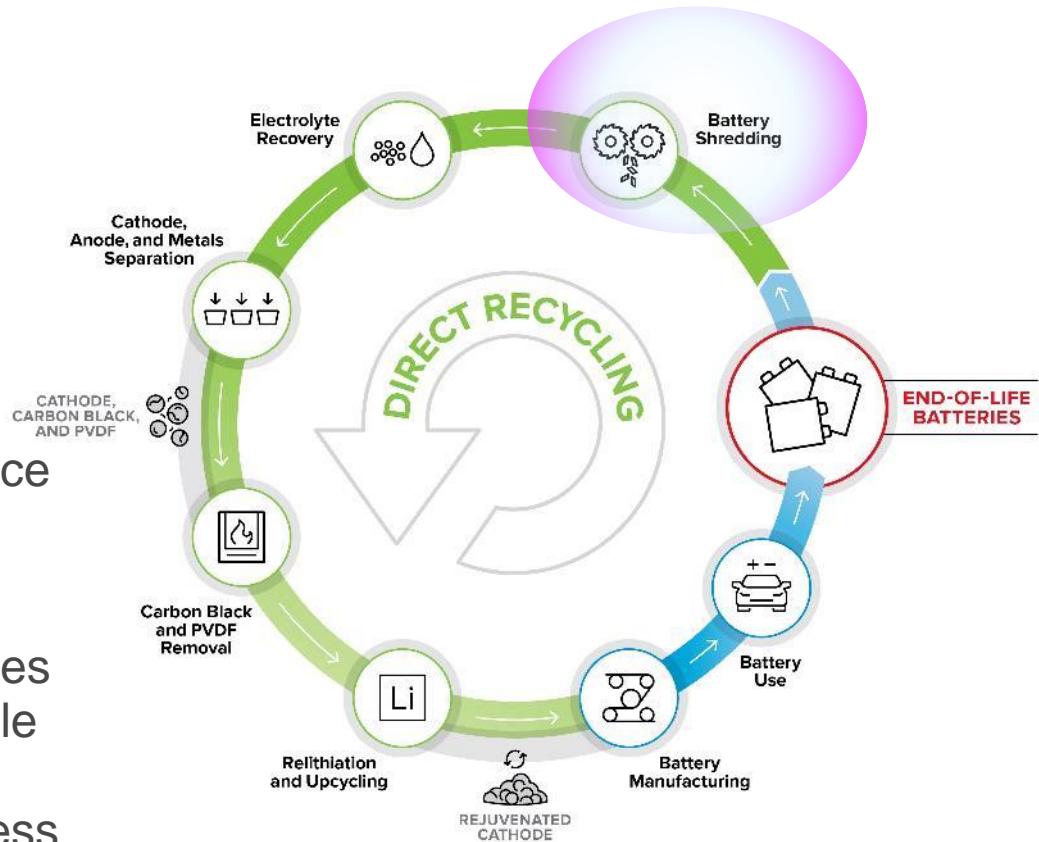 Electrolyte
Recovery
Battery
Shredding
Cathode,
Anode, and Metals
Separation
DIRECT RECYCLING
CATHODE,
CARBON BLACK,
AND PVDF
END-OF-LIFE
BATTERIES
ce
Carbon Black
and PVDF
Removal
es
le
+ -
Battery
Use
Li
Relithiation
and Upcycling
Battery
Manufacturing
REJUVENATED
CATHODE
ess